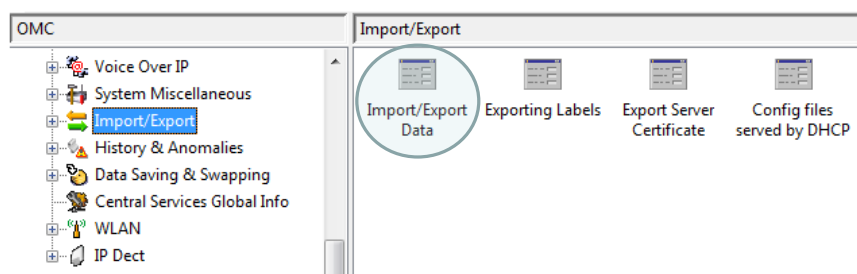 OMC
Voice Over IP
System Miscellaneous
Import/Export
History & Anomalies
Data Saving & Swapping
Central Services Global Info
WLAN
IP Dect
Import/Export
Import/Export
Data
Exporting Labels
Export Server
Certificate
Config files
served by DHCP